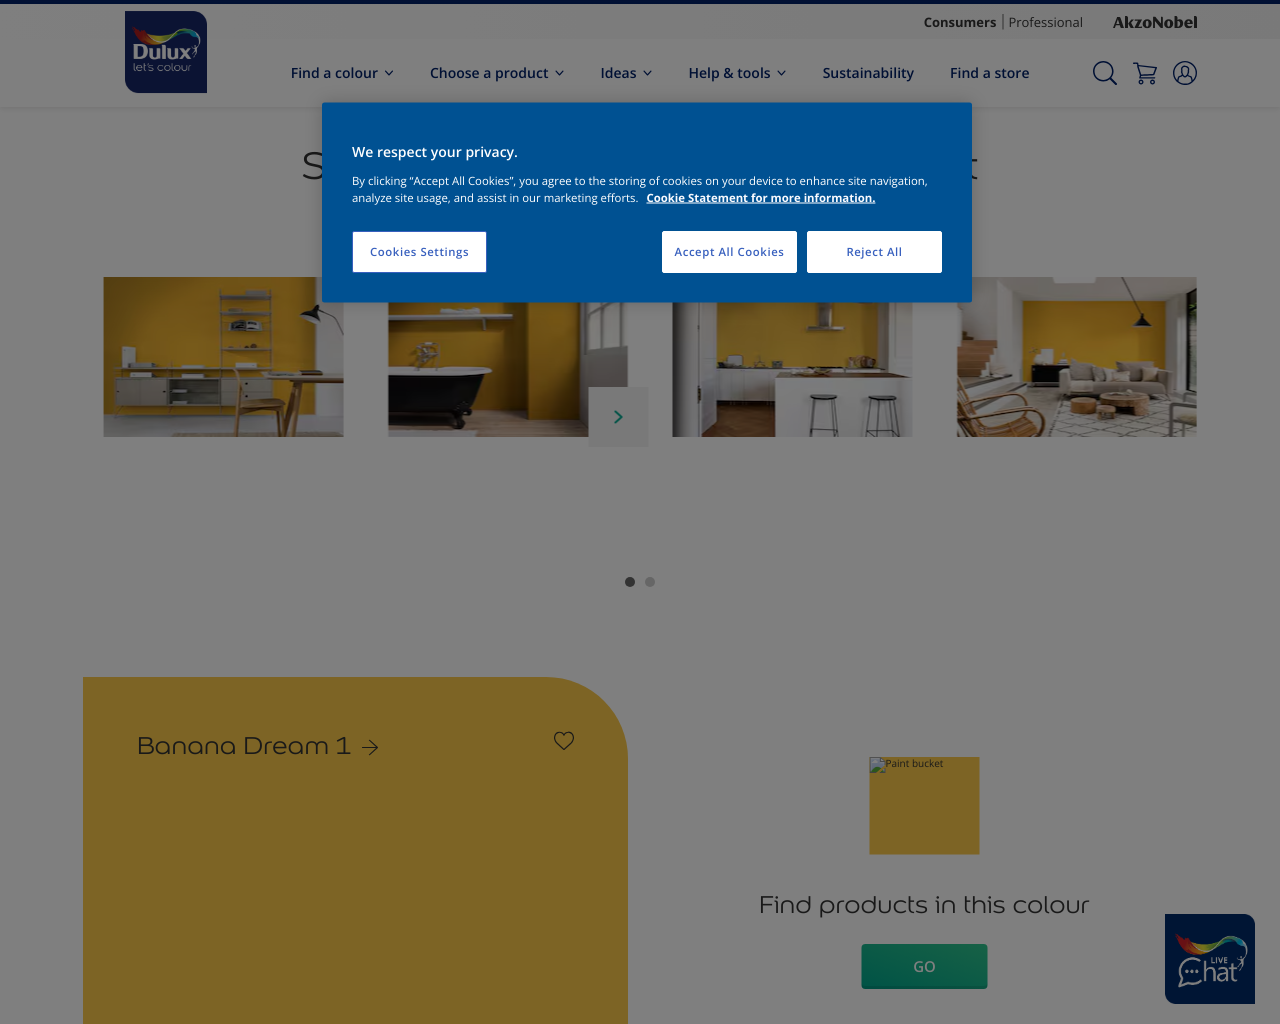 Consumers | Professional
AkzoNobel
Dulux
let's colour
Find a colour
Choose a product
Ideas
Help & tools
Sustainability
Find a store
We respect your privacy.
By clicking “Accept All Cookies”, you agree to the storing of cookies on your device to enhance site navigation,
analyze site usage, and assist in our marketing efforts. Cookie Statement for more information.
Cookies Settings
Accept All Cookies
Reject All
Banana Dream 1
Paint bucket
Find products in this colour
GO
LIVE
Chat